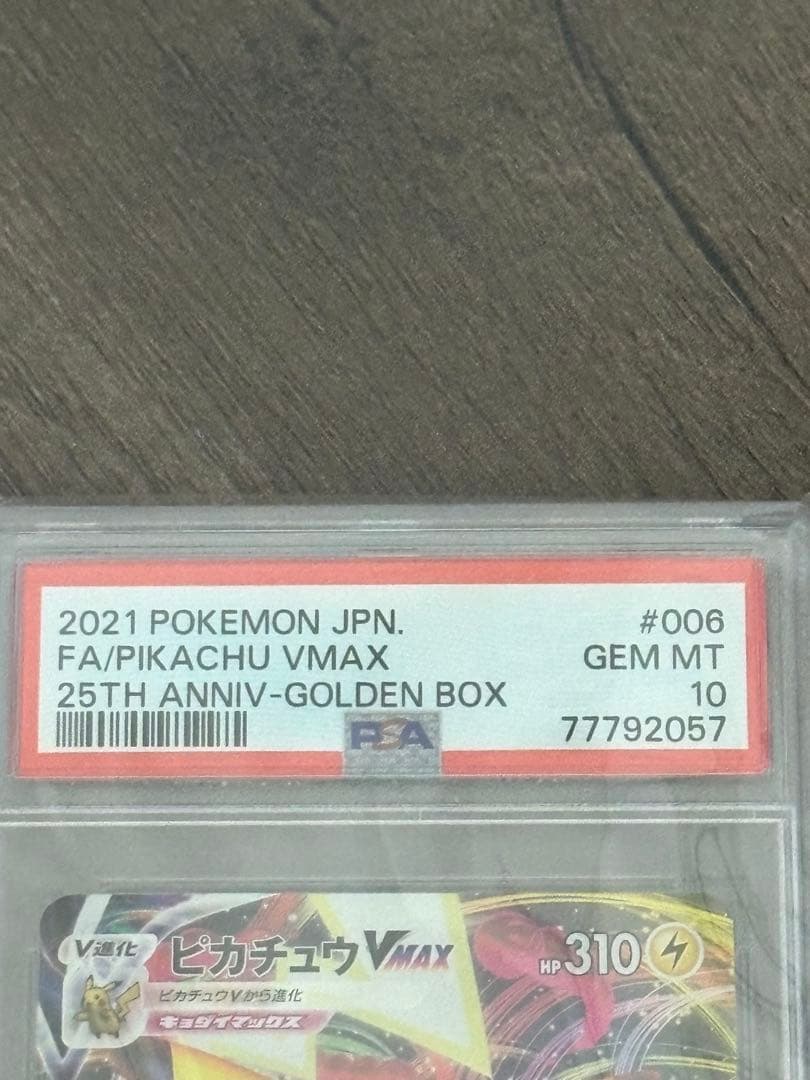 2021 POKEMON JPN. #006
FA/PIKACHU VMAX GEM MT
25TH ANNIV-GOLDEN BOX 10
PSA 77792057
V進化 ピカチュウVMAX HP310
ピカチュウVから進化
キョダイマックス